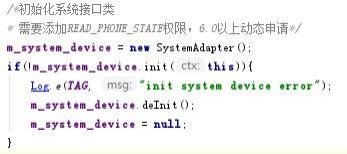 /*初始化系统接口类
* 需要添加READ_PHONE_STATE权限，6.0以上动态申请*/
m_system_device = new SystemAdapter();
if(!m_system_device.init( ctx: this)){
Log.e(TAG, msg: "init system device error");
m_system_device.deInit();
m_system_device = null;
}